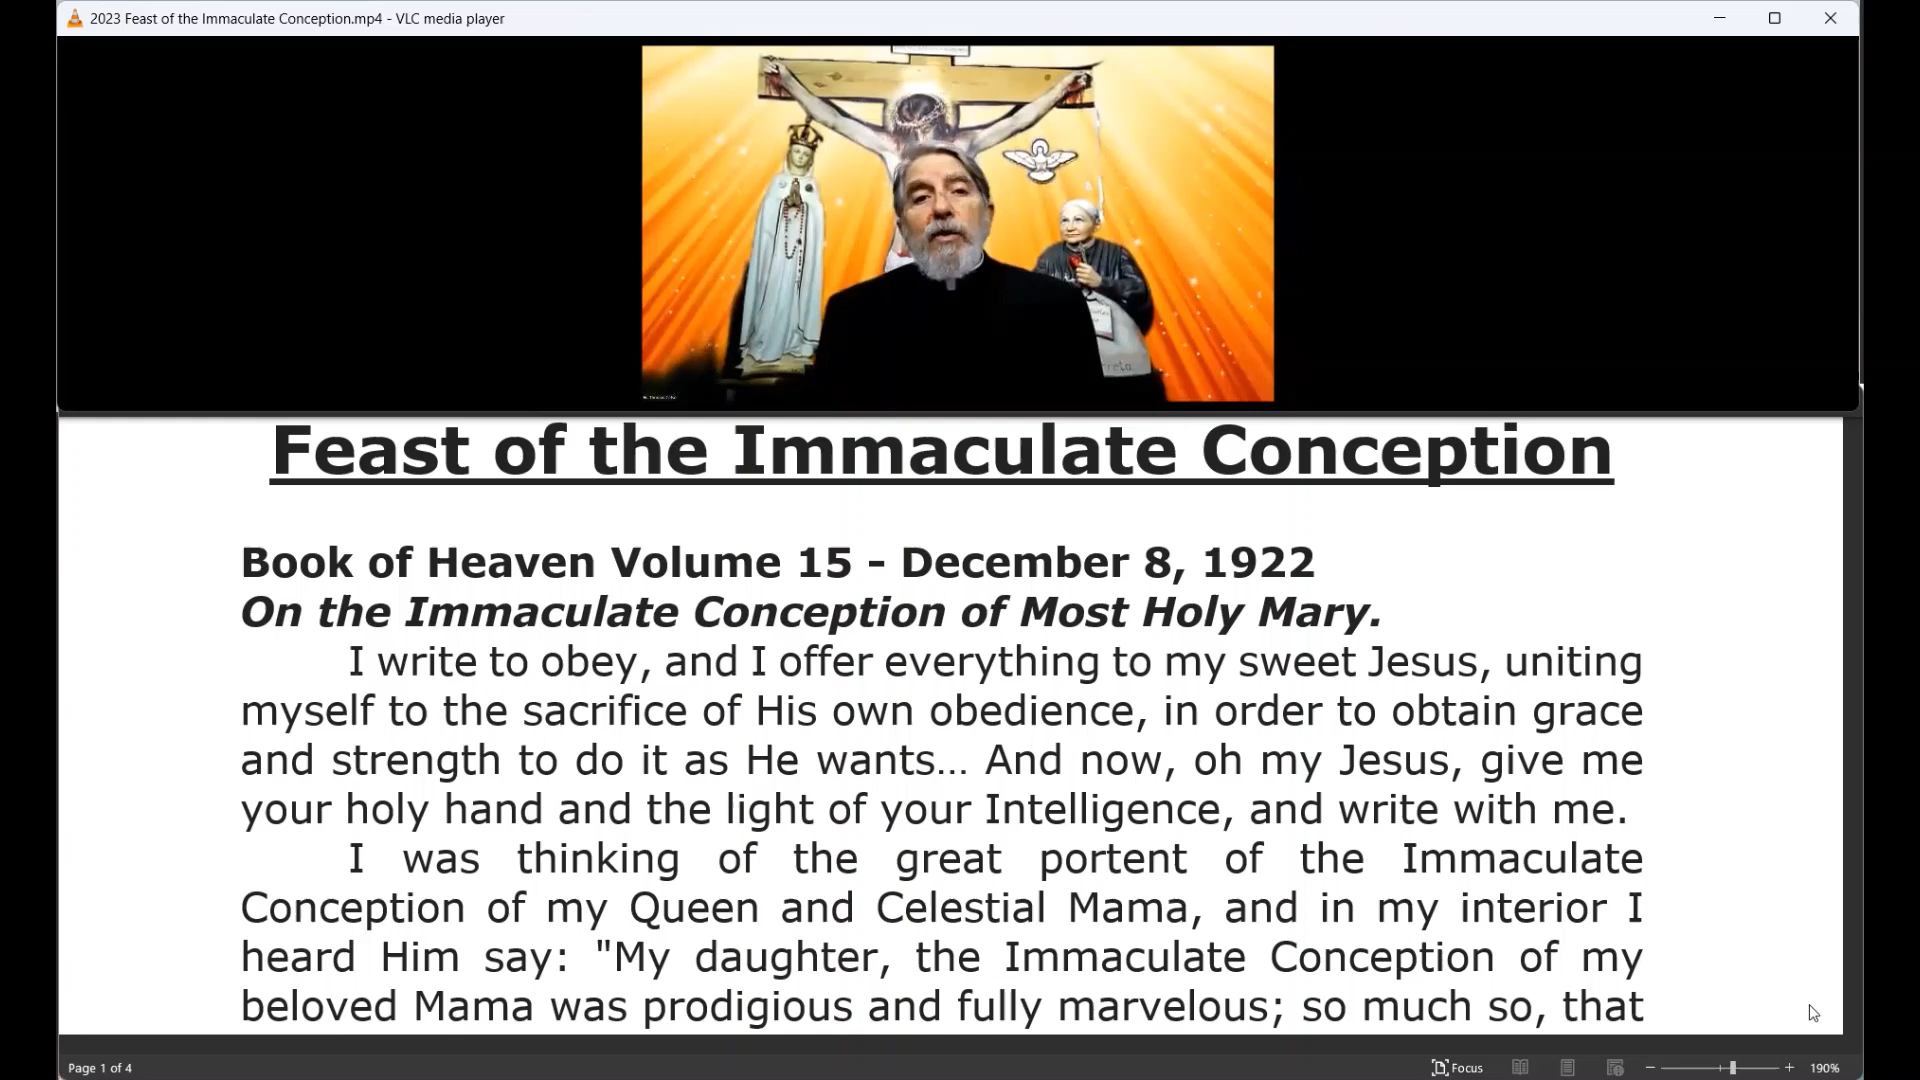 2023 Feast of the Immaculate Conception.mp4 - VLC media player
Feast of the Immaculate Conception
Book of Heaven Volume 15 - December 8, 1922
On the Immaculate Conception of Most Holy Mary.
I write to obey, and I offer everything to my sweet Jesus, uniting
myself to the sacrifice of His own obedience, in order to obtain grace
and strength to do it as He wants... And now, oh my Jesus, give me
your holy hand and the light of your Intelligence, and write with me.
I was thinking of the great portent of the Immaculate
Conception of my Queen and Celestial Mama, and in my interior I
heard Him say: "My daughter, the Immaculate Conception of my
beloved Mama was prodigious and fully marvelous; so much so, that
Page 1 of 4
Focus
190%